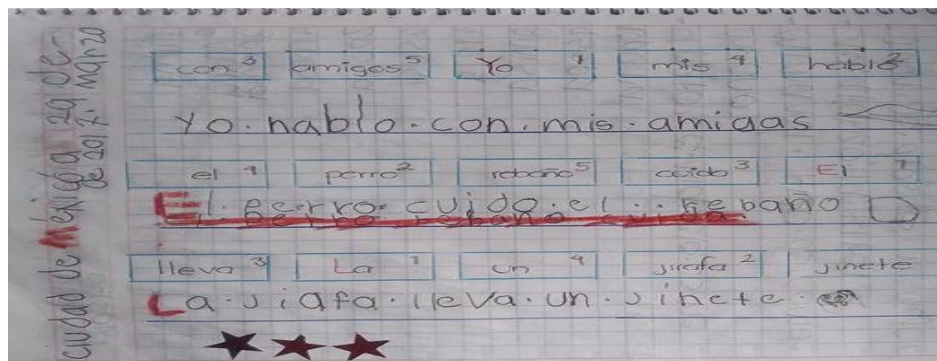 ciudad de México a 29 de
marzo de 2017.
con 3 amigos 5 Yo 1 mis 4 hablo 2
Yo. hablo. con. mis. amigas
el 4 perro 2 rebaño 5 cuido 3 El 1
El. perro. cuido. el.. rebaño
lleva 3 La 1 un 4 jirafa 2 jinete
La. jiafa. lleva. un. jinete.